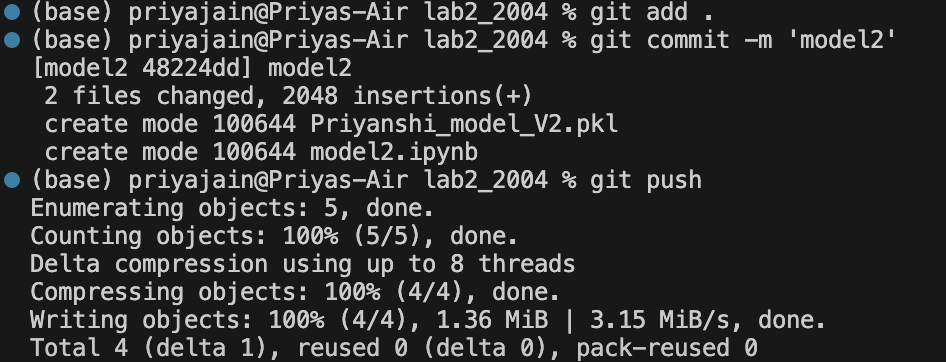 (base) priyajain@Priyas-Air lab2_2004 % git add .
(base) priyajain@Priyas-Air lab2_2004 % git commit -m 'model2'
[model2 48224dd] model2
 2 files changed, 2048 insertions(+)
 create mode 100644 Priyanshi_model_V2.pkl
 create mode 100644 model2.ipynb
(base) priyajain@Priyas-Air lab2_2004 % git push
Enumerating objects: 5, done.
Counting objects: 100% (5/5), done.
Delta compression using up to 8 threads
Compressing objects: 100% (4/4), done.
Writing objects: 100% (4/4), 1.36 MiB | 3.15 MiB/s, done.
Total 4 (delta 1), reused 0 (delta 0), pack-reused 0